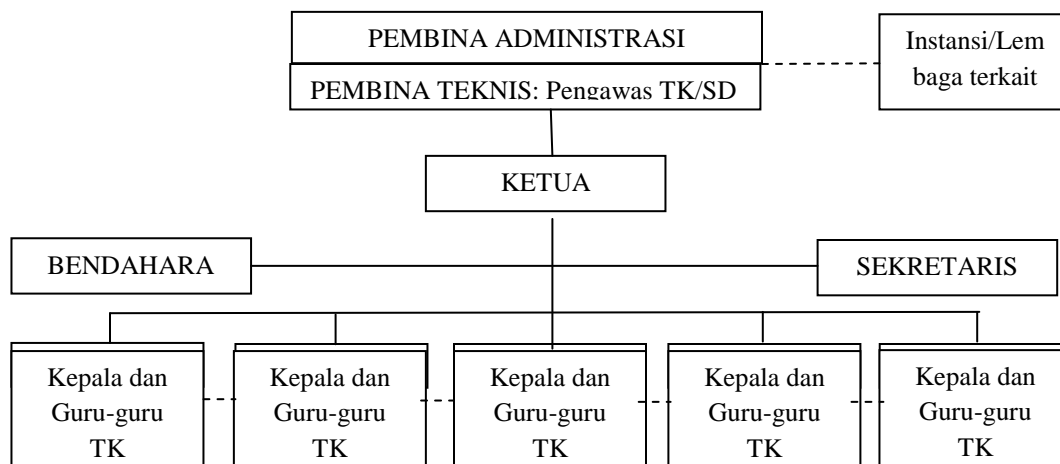 PEMBINA ADMINISTRASI
PEMBINA TEKNIS: Pengawas TK/SD
Instansi/Lem
baga terkait
KETUA
BENDAHARA
SEKRETARIS
Kepala dan
Guru-guru
TK
Kepala dan
Guru-guru
TK
Kepala dan
Guru-guru
TK
Kepala dan
Guru-guru
TK
Kepala dan
Guru-guru
TK